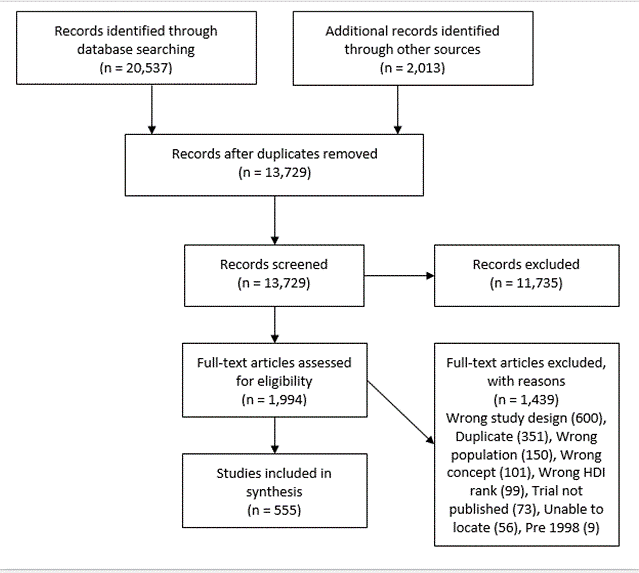 Records identified through
database searching
(n = 20,537)
Additional records identified
through other sources
(n = 2,013)
Records after duplicates removed
(n = 13,729)
Records screened
(n = 13,729)
Records excluded
(n = 11,735)
Full-text articles assessed
for eligibility
(n = 1,994)
Full-text articles excluded,
with reasons
(n = 1,439)
Wrong study design (600),
Duplicate (351), Wrong
population (150), Wrong
concept (101), Wrong HDI
rank (99), Trial not
published (73), Unable to
locate (56), Pre 1998 (9)
Studies included in
synthesis
(n = 555)